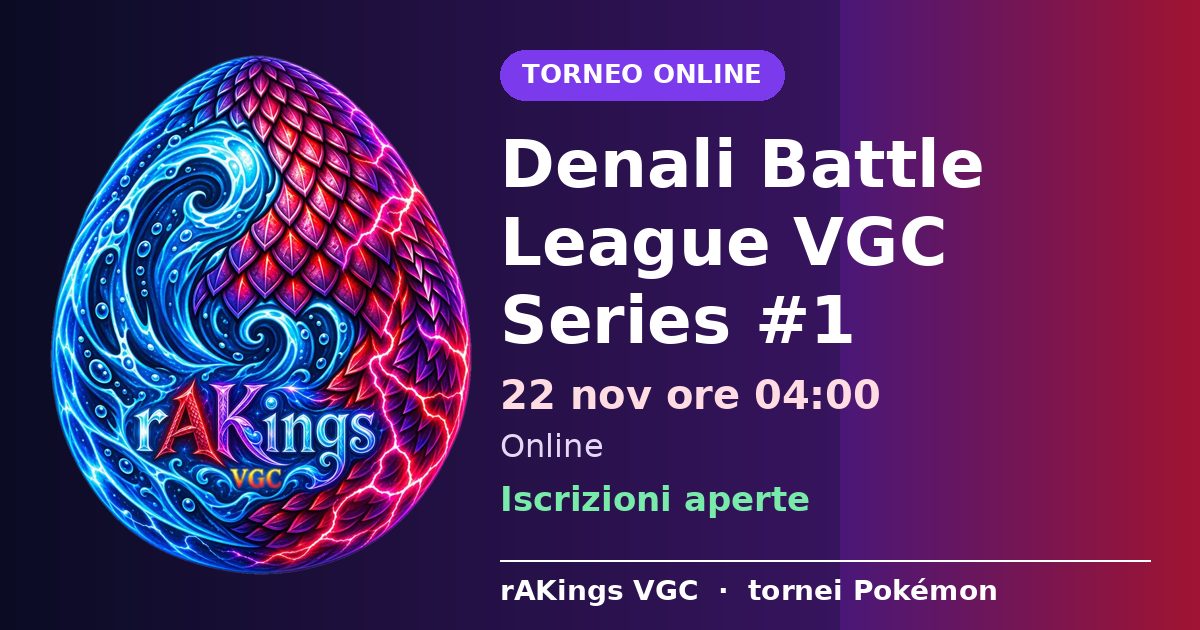 TORNEO ONLINE
Denali Battle
League VGC
Series #1
22 nov ore 04:00
Online
Iscrizioni aperte
rAKings
VGC
rAKings VGC · tornei Pokémon